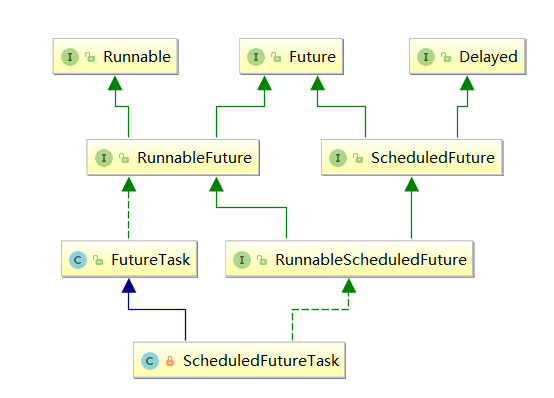 I Runnable
I Future
I Delayed
I RunnableFuture
I ScheduledFuture
C FutureTask
I RunnableScheduledFuture
C ScheduledFutureTask